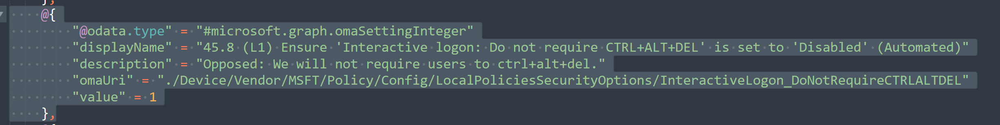 },
@{
"@odata.type" = "#microsoft.graph.omaSettingInteger"
"displayName" = "45.8 (L1) Ensure 'Interactive logon: Do not require CTRL+ALT+DEL' is set to 'Disabled' (Automated)"
"description" = "Opposed: We will not require users to ctrl+alt+del."
"omaUri" = "./Device/Vendor/MSFT/Policy/Config/LocalPoliciesSecurityOptions/InteractiveLogon_DoNotRequireCTRLALTDEL"
"value" = 1
},